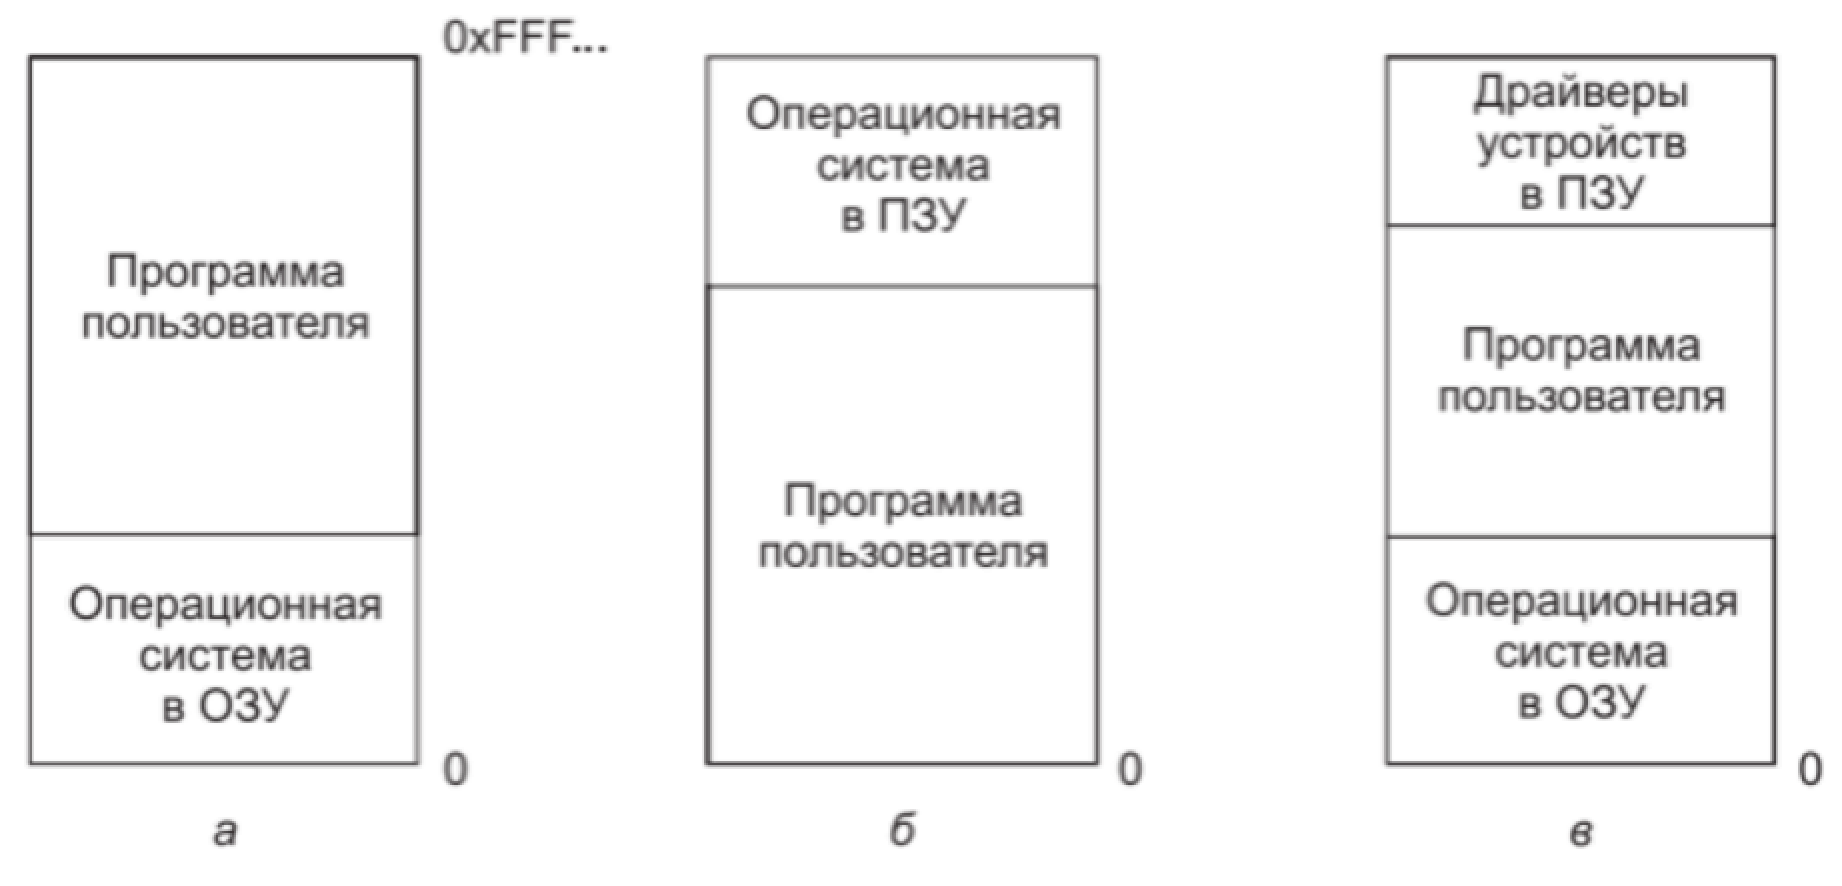 0xFFF...
Программа
пользователя
Операционная
система
в ОЗУ
0
а
Операционная
система
в ПЗУ
Программа
пользователя
0
б
Драйверы
устройств
в ПЗУ
Программа
пользователя
Операционная
система
в ОЗУ
0
в